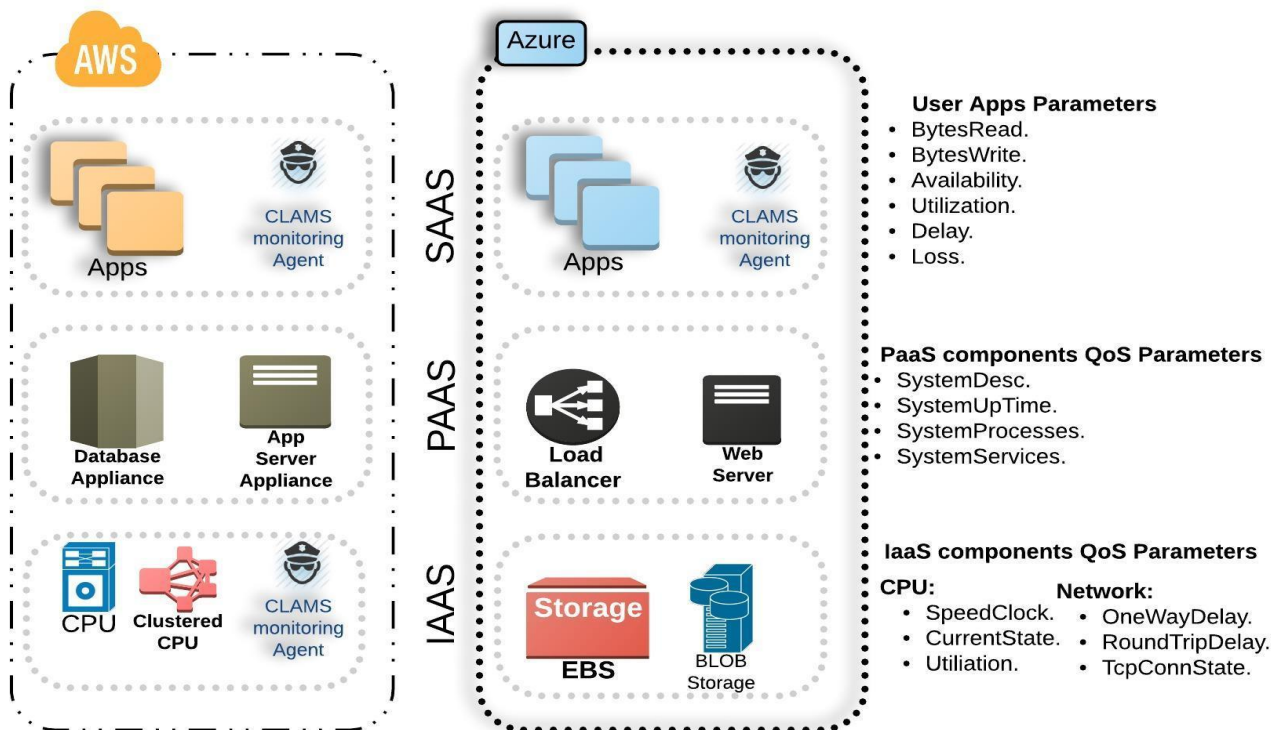 AWS
Apps
CLAMS
monitoring
Agent
Database
Appliance
App
Server
Appliance
CPU
Clustered
CPU
CLAMS
monitoring
Agent
SAAS
PAAS
IAAS
Azure
Apps
CLAMS
monitoring
Agent
Load
Balancer
Web
Server
Storage
EBS
BLOB
Storage
User Apps Parameters
• BytesRead.
• BytesWrite.
• Availability.
• Utilization.
• Delay.
• Loss.
PaaS components QoS Parameters
• SystemDesc.
• SystemUpTime.
• SystemProcesses.
• SystemServices.
IaaS components QoS Parameters
CPU:
• SpeedClock.
• CurrentState.
• Utiliation.
Network:
• OneWayDelay.
• RoundTripDelay.
• TcpConnState.